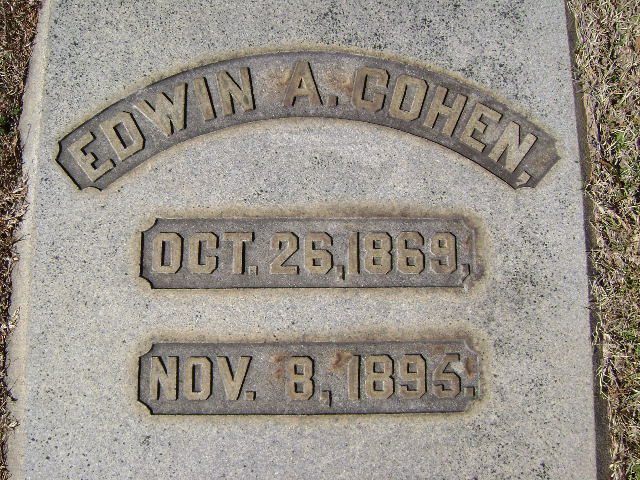 EDWIN A. COHEN,
OCT. 26, 1869,
NOV. 8, 1895.